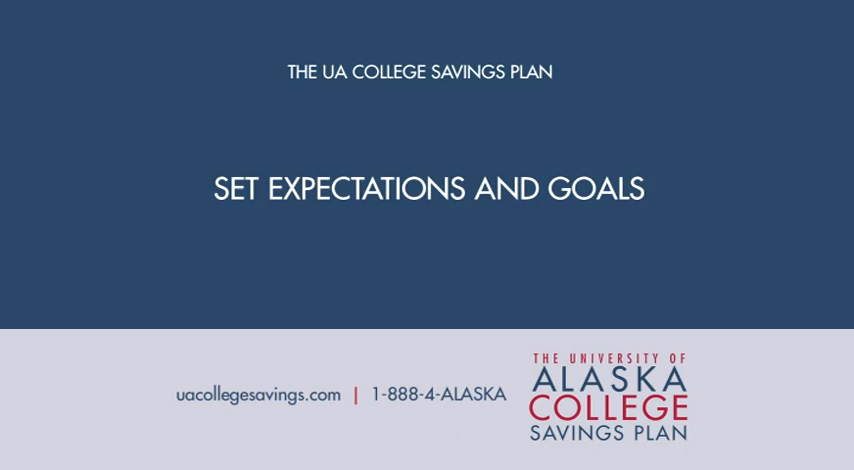 THE UA COLLEGE SAVINGS PLAN
SET EXPECTATIONS AND GOALS
uacollegesavings.com | 1-888-4-ALASKA
THE UNIVERSITY OF
ALASKA
COLLEGE
SAVINGS PLAN